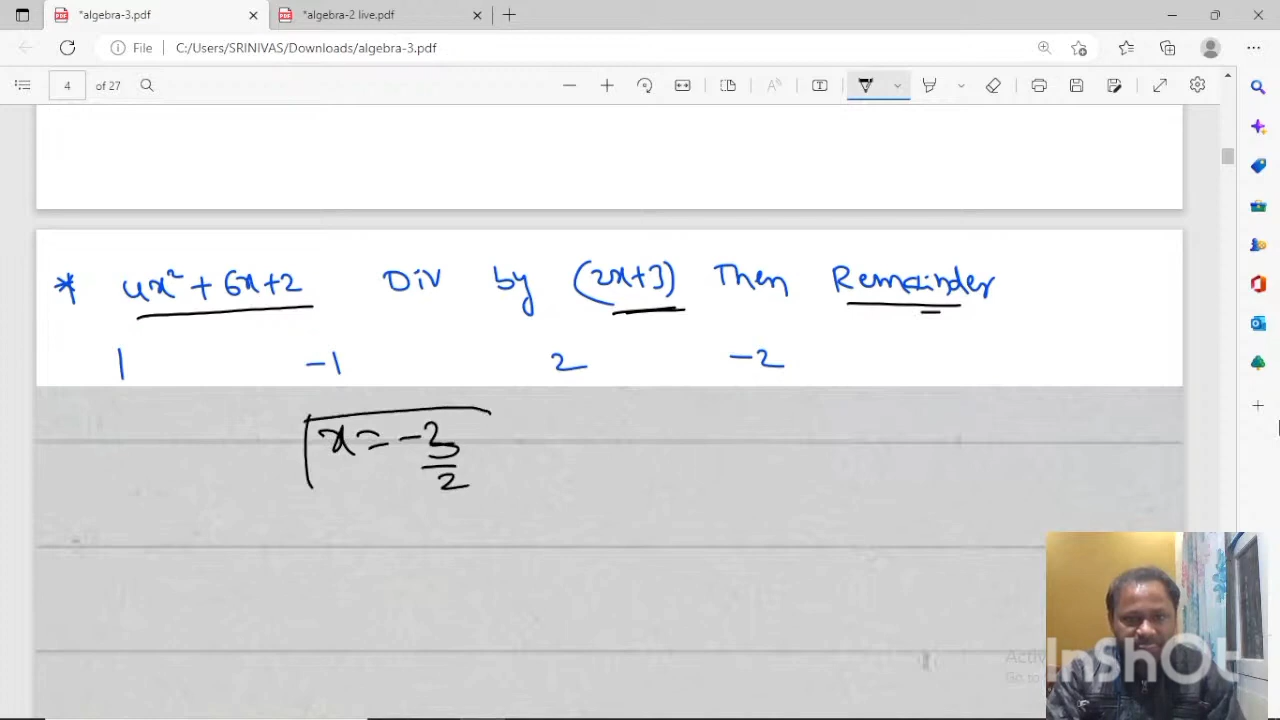 *algebra-3.pdf
*algebra-2 live.pdf
File C:/Users/SRINIVAS/Downloads/algebra-3.pdf
4 of 27
* 4x² + 6x+2 Div by (2x+3) Then Remainder
1 -1 2 -2
x = -3/2
InShOt